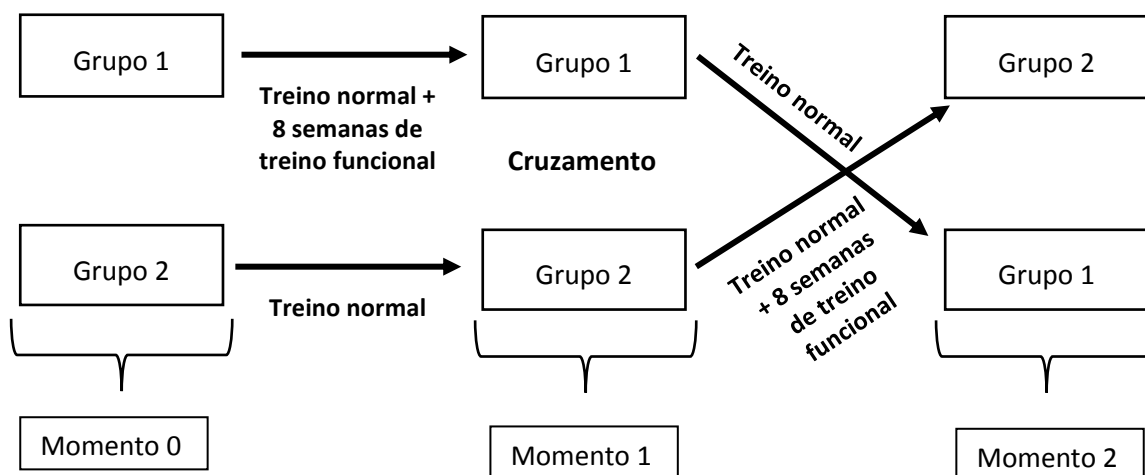 Grupo 1
Grupo 1
Grupo 2
Treino normal +
8 semanas de
treino funcional
Treino normal
Cruzamento
Grupo 2
Grupo 2
Grupo 1
Treino normal
Treino normal
+ 8 semanas
de treino
funcional
Momento 0
Momento 1
Momento 2